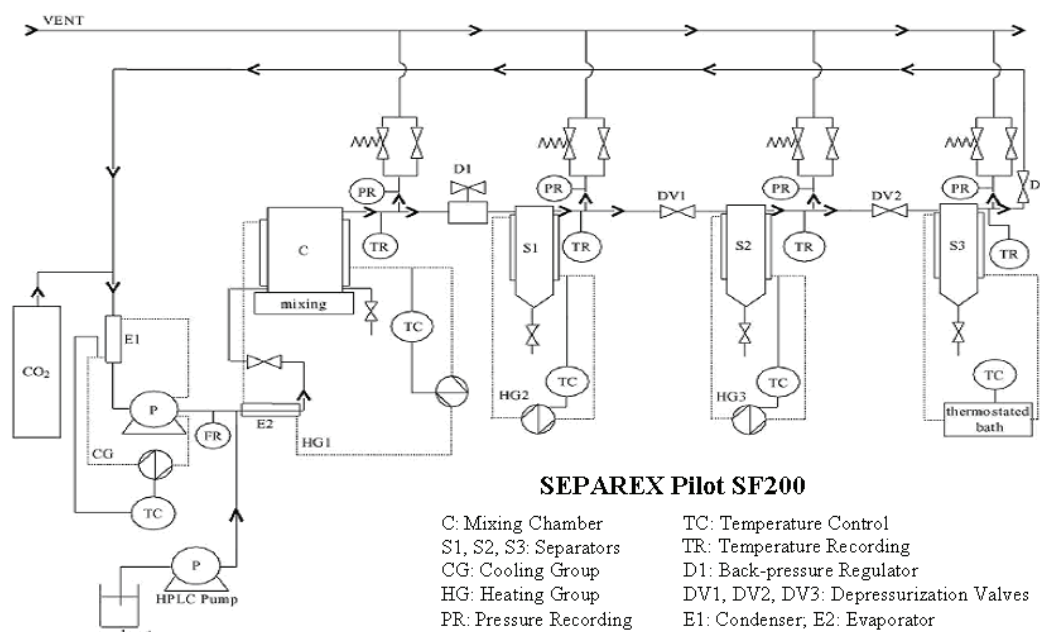 VENT
D1
PR
PR
PR
PR
D
DV1
DV2
C
TR
S1
TR
S2
TR
S3
TR
mixing
E1
TC
CO₂
TC
TC
TC
P
HG2
HG3
thermostated
bath
E2
FR
HG1
CG
TC
P
HPLC Pump
SEPAREX Pilot SF200
C: Mixing Chamber
S1, S2, S3: Separators
CG: Cooling Group
HG: Heating Group
PR: Pressure Recording
TC: Temperature Control
TR: Temperature Recording
D1: Back-pressure Regulator
DV1, DV2, DV3: Depressurization Valves
E1: Condenser; E2: Evaporator